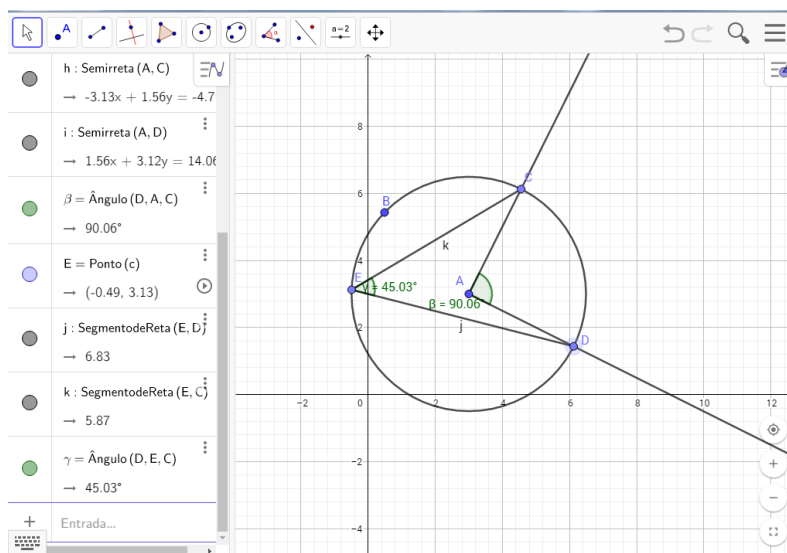 A
a=2
h : Semirreta (A, C)
→ -3.13x + 1.56y = -4.7
i : Semirreta (A, D)
→ 1.56x + 3.12y = 14.06
β = Ângulo (D, A, C)
→ 90.06°
E = Ponto (c)
→ (-0.49, 3.13)
j : SegmentodeReta (E, D)
→ 6.83
k : SegmentodeReta (E, C)
→ 5.87
γ = Ângulo (D, E, C)
→ 45.03°
+ Entrada...
8
6
4
2
−2
−4
−2 0 2 4 6 8 10 12
B
C
k
E
γ = 45.03°
A
β = 90.06°
j
D